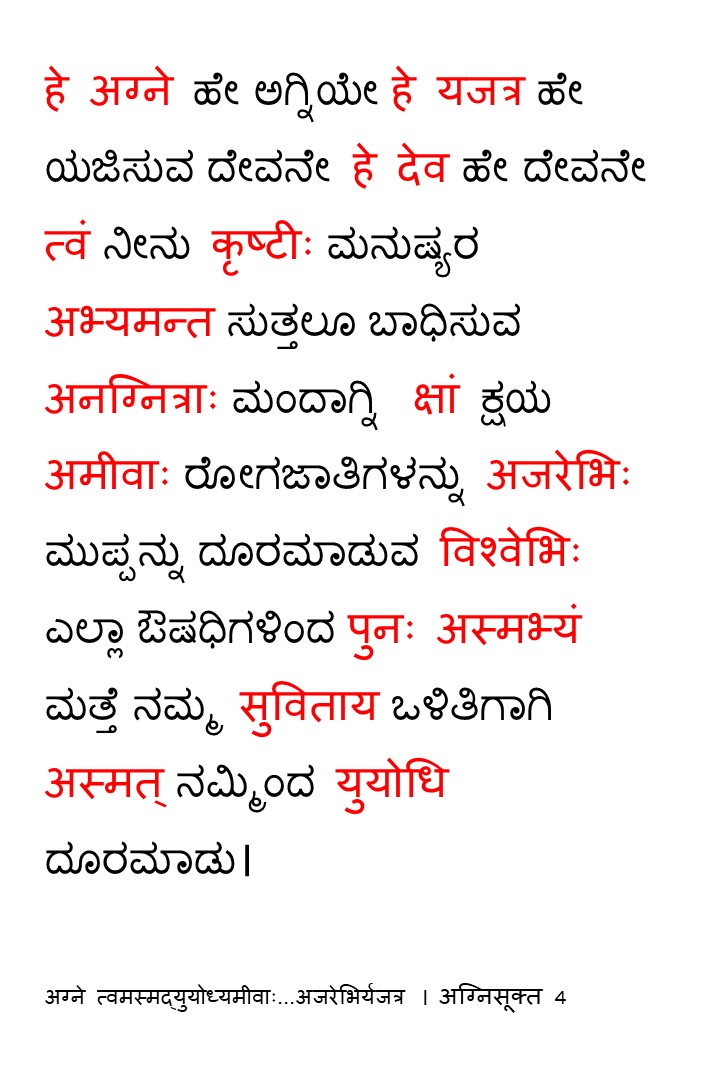 हे अग्ने ಹೇ ಅಗ್ನಿಯೇ हे यजत्र ಹೇ
ಯಜಿಸುವ ದೇವನೇ हे देव ಹೇ ದೇವನೇ
त्वं ನೀನು कृष्टीः ಮನುಷ್ಯರ
अभ्यमन्त ಸುತ್ತಲೂ ಬಾಧಿಸುವ
अनग्नित्राः ಮಂದಾಗ್ನಿ क्षां ಕ್ಷಯ
अमीवाः ರೋಗಜಾತಿಗಳನ್ನು अजरेभिः
ಮುಪ್ಪನ್ನು ದೂರಮಾಡುವ विश्वेभिः
ಎಲ್ಲಾ ಔಷಧಿಗಳಿಂದ पुनः अस्मभ्यं
ಮತ್ತೆ ನಮ್ಮ सुविताय ಒಳಿತಿಗಾಗಿ
अस्मत् ನಮ್ಮಿಂದ युयोधि
ದೂರಮಾಡು।
अग्ने त्वमस्मद्युयोध्यमीवाः...अजरेभिर्यजत्र । अग्निसूक्त 4